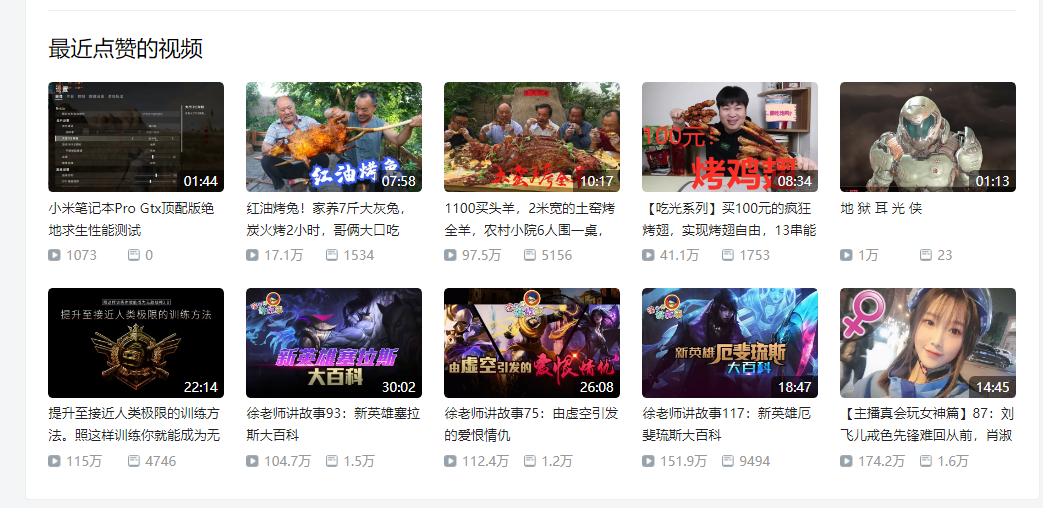 最近点赞的视频
01:44
红油烤兔
07:58
10:17
100元!
烤鸡翅
08:34
01:13
小米笔记本Pro Gtx顶配版绝
地求生性能测试
1073
0
红油烤兔！家养7斤大灰兔，
炭火烤2小时，哥俩大口吃
17.1万
1534
1100买头羊，2米宽的土窑烤
全羊，农村小院6人围一桌，
97.5万
5156
【吃光系列】买100元的疯狂
烤翅，实现烤翅自由，13串能
41.1万
1753
地 狱 耳 光 侠
1万
23
提升至接近人类极限的训练方法
22:14
新英雄塞拉斯
大百科
30:02
由虚空引发的爱恨情仇
26:08
新英雄厄斐琉斯
大百科
18:47
14:45
提升至接近人类极限的训练方
法。照这样训练你就能成为无
115万
4746
徐老师讲故事93：新英雄塞拉
斯大百科
104.7万
1.5万
徐老师讲故事75：由虚空引发
的爱恨情仇
112.4万
1.2万
徐老师讲故事117：新英雄厄
斐琉斯大百科
151.9万
9494
【主播真会玩女神篇】87：刘
飞儿戒色先锋难回从前，肖淑
174.2万
1.6万